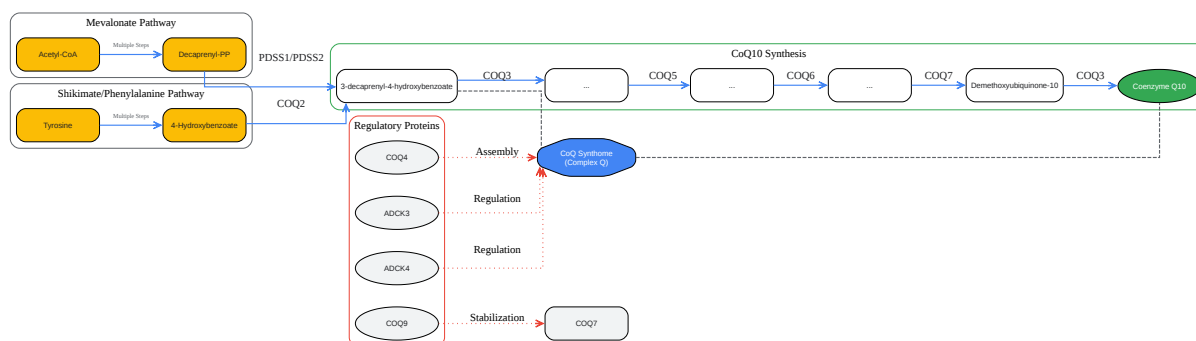 Mevalonate Pathway
Acetyl-CoA
Multiple Steps
Decaprenyl-PP
PDSS1/PDSS2
Shikimate/Phenylalanine Pathway
Tyrosine
Multiple Steps
4-Hydroxybenzoate
COQ2
CoQ10 Synthesis
3-decaprenyl-4-hydroxybenzoate
COQ3
...
COQ5
...
COQ6
...
COQ7
Demethoxyubiquinone-10
COQ3
Coenzyme Q10
Regulatory Proteins
COQ4
Assembly
CoQ Synthome
(Complex Q)
ADCK3
Regulation
ADCK4
Regulation
COQ9
Stabilization
COQ7